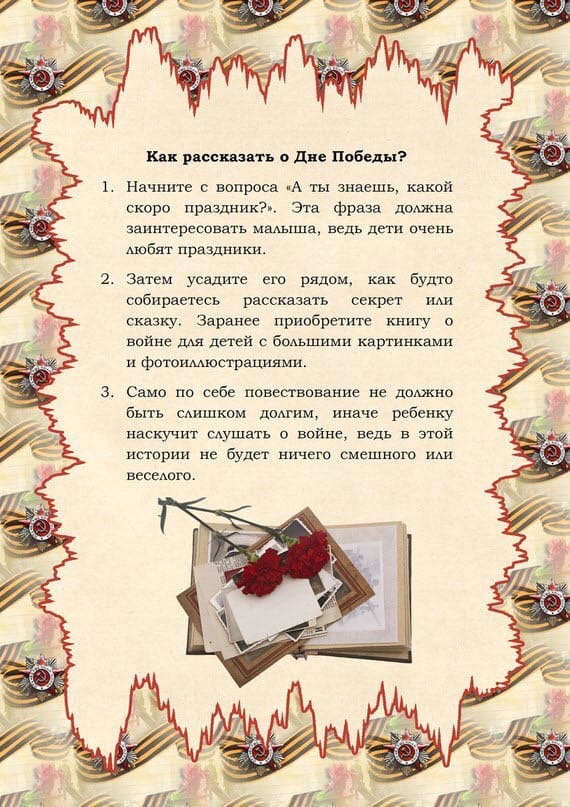 Как рассказать о Дне Победы?
1. Начните с вопроса «А ты знаешь, какой
скоро праздник?». Эта фраза должна
заинтересовать малыша, ведь дети очень
любят праздники.
2. Затем усадите его рядом, как будто
собираетесь рассказать секрет или
сказку. Заранее приобретите книгу о
войне для детей с большими картинками
и фотоиллюстрациями.
3. Само по себе повествование не должно
быть слишком долгим, иначе ребенку
наскучит слушать о войне, ведь в этой
истории не будет ничего смешного или
веселого.